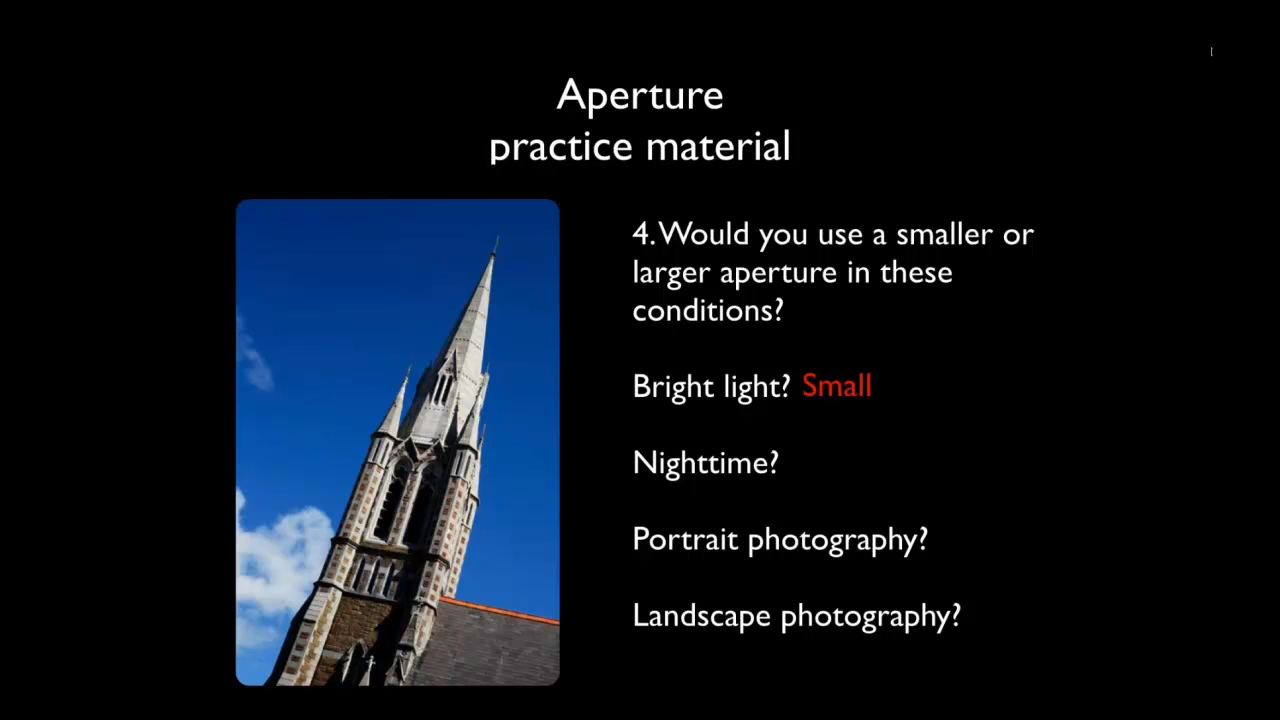 Aperture
practice material
4. Would you use a smaller or
larger aperture in these
conditions?
Bright light? Small
Nighttime?
Portrait photography?
Landscape photography?